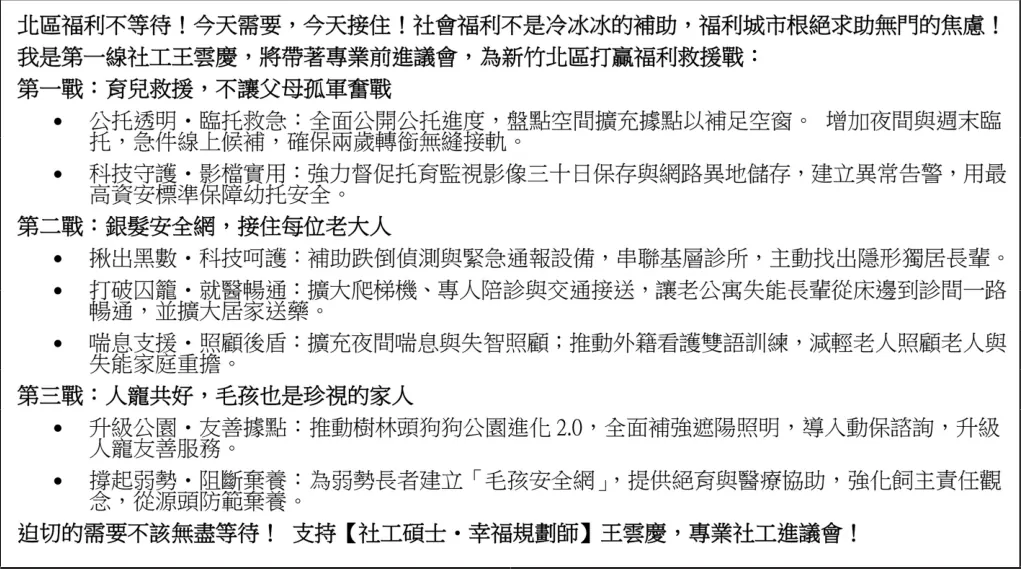 北區福利不等待！今天需要，今天接住！社會福利不是冷冰冰的補助，福利城市根絕求助無門的焦慮！
我是第一線社工王雲慶，將帶著專業前進議會，為新竹北區打贏福利救援戰：
第一戰：育兒救援，不讓父母孤軍奮戰
• 公托透明・臨托救急：全面公開公托進度，盤點空間擴充據點以補足空窗。 增加夜間與週末臨
托，急件線上候補，確保兩歲轉銜無縫接軌。
• 科技守護・影檔實用：強力督促托育監視影像三十日保存與網路異地儲存，建立異常告警，用最
高資安標準保障幼托安全。
第二戰：銀髮安全網，接住每位老大人
• 揪出黑數・科技呵護：補助跌倒偵測與緊急通報設備，串聯基層診所，主動找出隱形獨居長輩。
• 打破囚籠・就醫暢通：擴大爬梯機、專人陪診與交通接送，讓老公寓失能長輩從床邊到診間一路
暢通，並擴大居家送藥。
• 喘息支援・照顧後盾：擴充夜間喘息與失智照顧；推動外籍看護雙語訓練，減輕老人照顧老人與
失能家庭重擔。
第三戰：人寵共好，毛孩也是珍視的家人
• 升級公園・友善據點：推動樹林頭狗狗公園進化 2.0，全面補強遮陽照明，導入動保諮詢，升級
人寵友善服務。
• 撐起弱勢・阻斷棄養：為弱勢長者建立「毛孩安全網」，提供絕育與醫療協助，強化飼主責任觀
念，從源頭防範棄養。
迫切的需要不該無盡等待！ 支持【社工碩士・幸福規劃師】王雲慶，專業社工進議會！